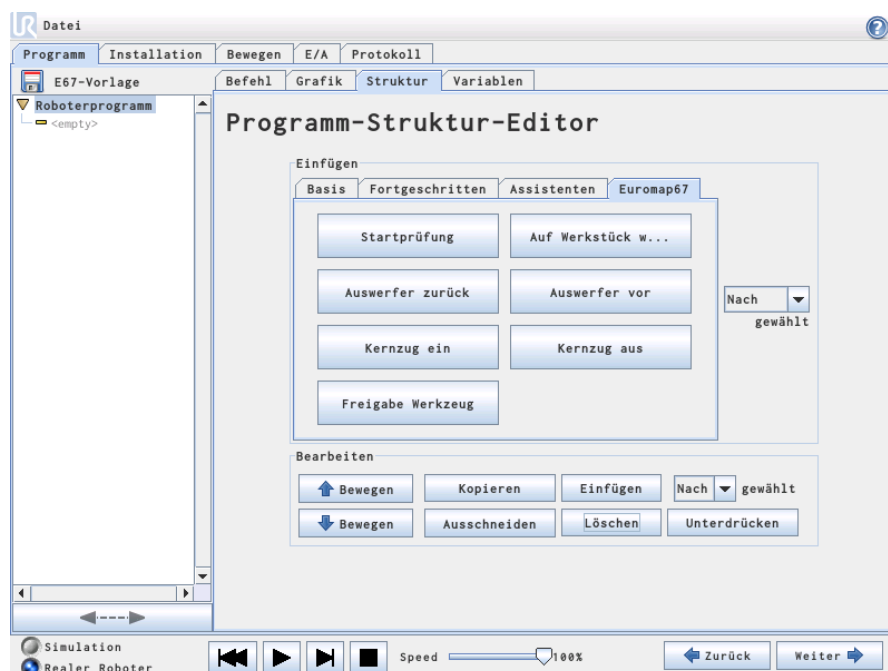 UR Datei
Programm Installation Bewegen E/A Protokoll
E67-Vorlage
Befehl Grafik Struktur Variablen
Roboterprogramm
<empty>
Programm-Struktur-Editor
Einfügen
Basis Fortgeschritten Assistenten Euromap67
Startprüfung Auf Werkstück w...
Auswerfer zurück Auswerfer vor
Nach
gewählt
Kernzug ein Kernzug aus
Freigabe Werkzeug
Bearbeiten
Bewegen Kopieren Einfügen Nach gewählt
Bewegen Ausschneiden Löschen Unterdrücken
Simulation
Realer Roboter
Speed 100%
Zurück Weiter